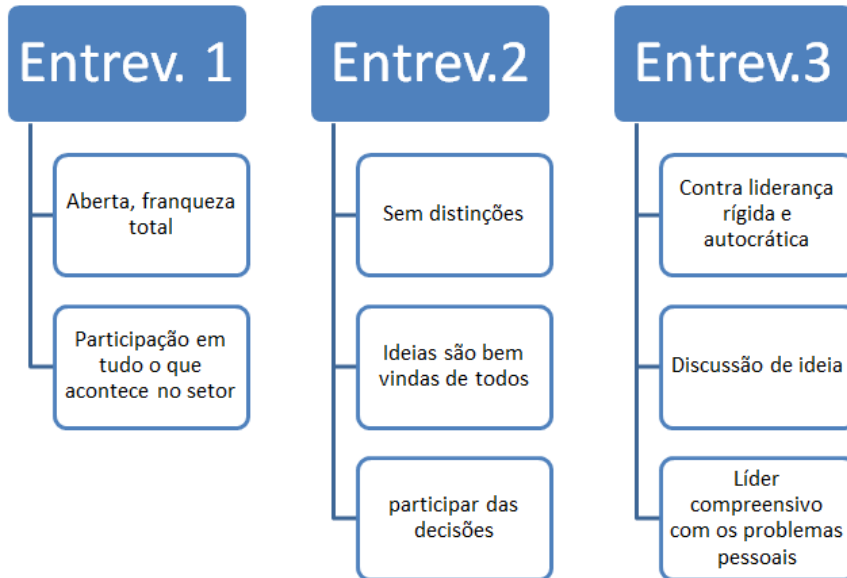 Entrev. 1
Aberta, franqueza
total
Participação em
tudo o que
acontece no setor
Entrev.2
Sem distinções
Ideias são bem
vindas de todos
participar das
decisões
Entrev.3
Contra liderança
rígida e
autocrática
Discussão de ideia
Líder
compreensivo
com os problemas
pessoais